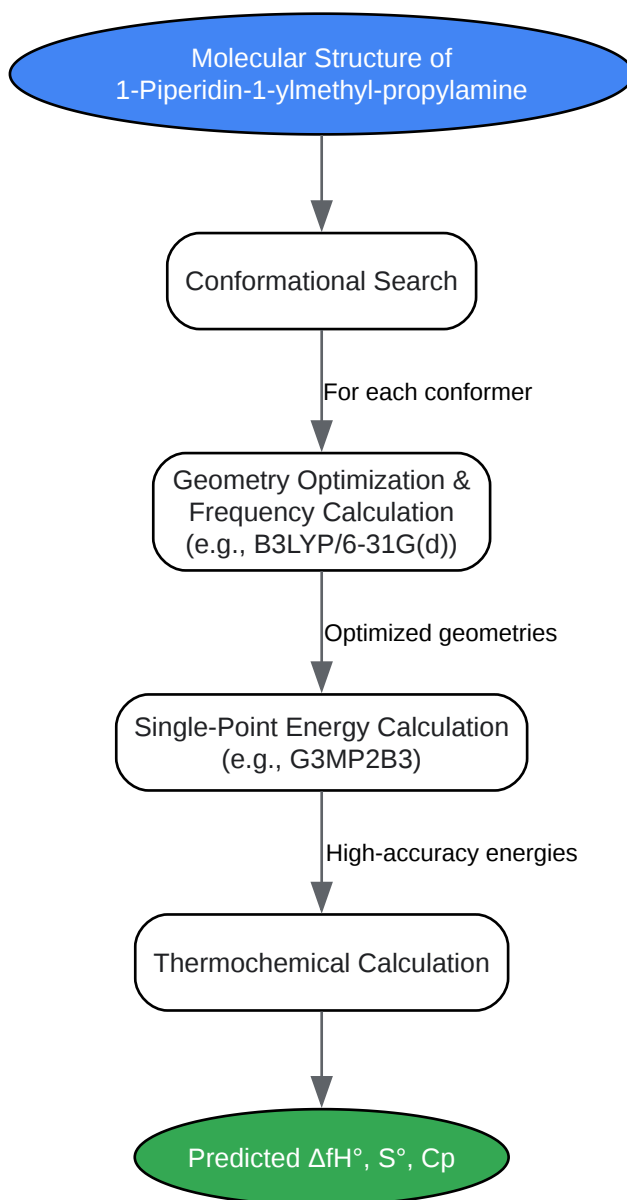 Molecular Structure of
1-Piperidin-1-ylmethyl-propylamine
Conformational Search
For each conformer
Geometry Optimization &
Frequency Calculation
(e.g., B3LYP/6-31G(d))
Optimized geometries
Single-Point Energy Calculation
(e.g., G3MP2B3)
High-accuracy energies
Thermochemical Calculation
Predicted ΔfH°, S°, Cp